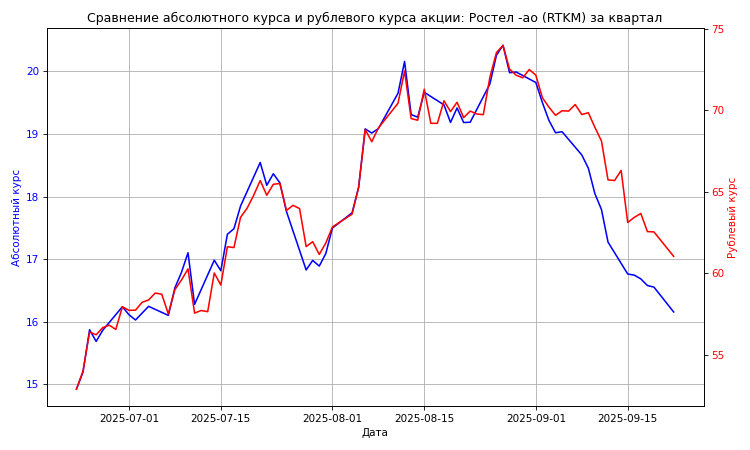 Сравнение абсолютного курса и рублевого курса акции: Ростел -ао (RTKM) за квартал
Абсолютный курс
20
19
18
17
16
15
75
70
65
60
55
Рублевый курс
2025-07-01 2025-07-15 2025-08-01 2025-08-15 2025-09-01 2025-09-15
Дата